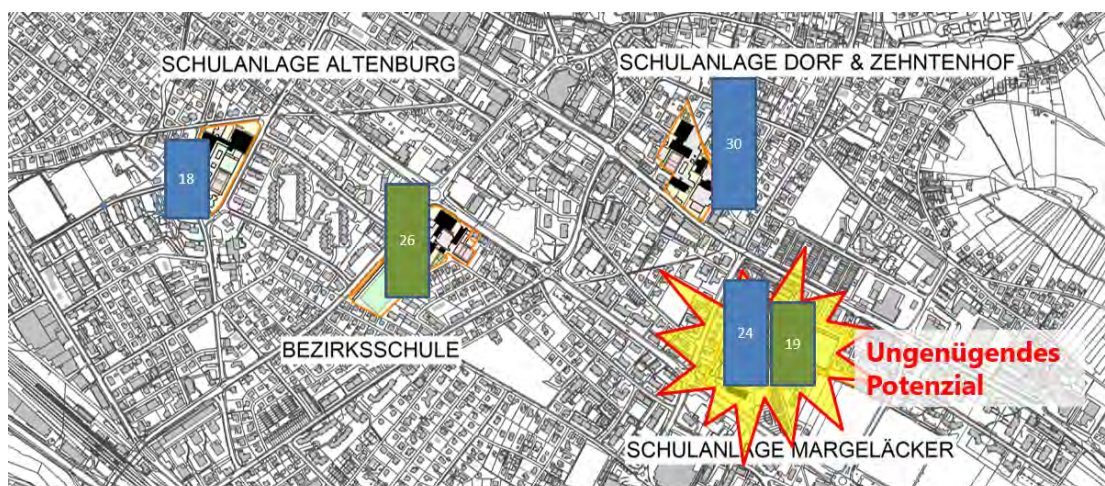 SCHULANLAGE ALTENBURG
SCHULANLAGE DORF & ZEHNTENHOF
18
26
30
BEZIRKSSCHULE
24
19
Ungenügendes
Potenzial
SCHULANLAGE MARGELÄCKER